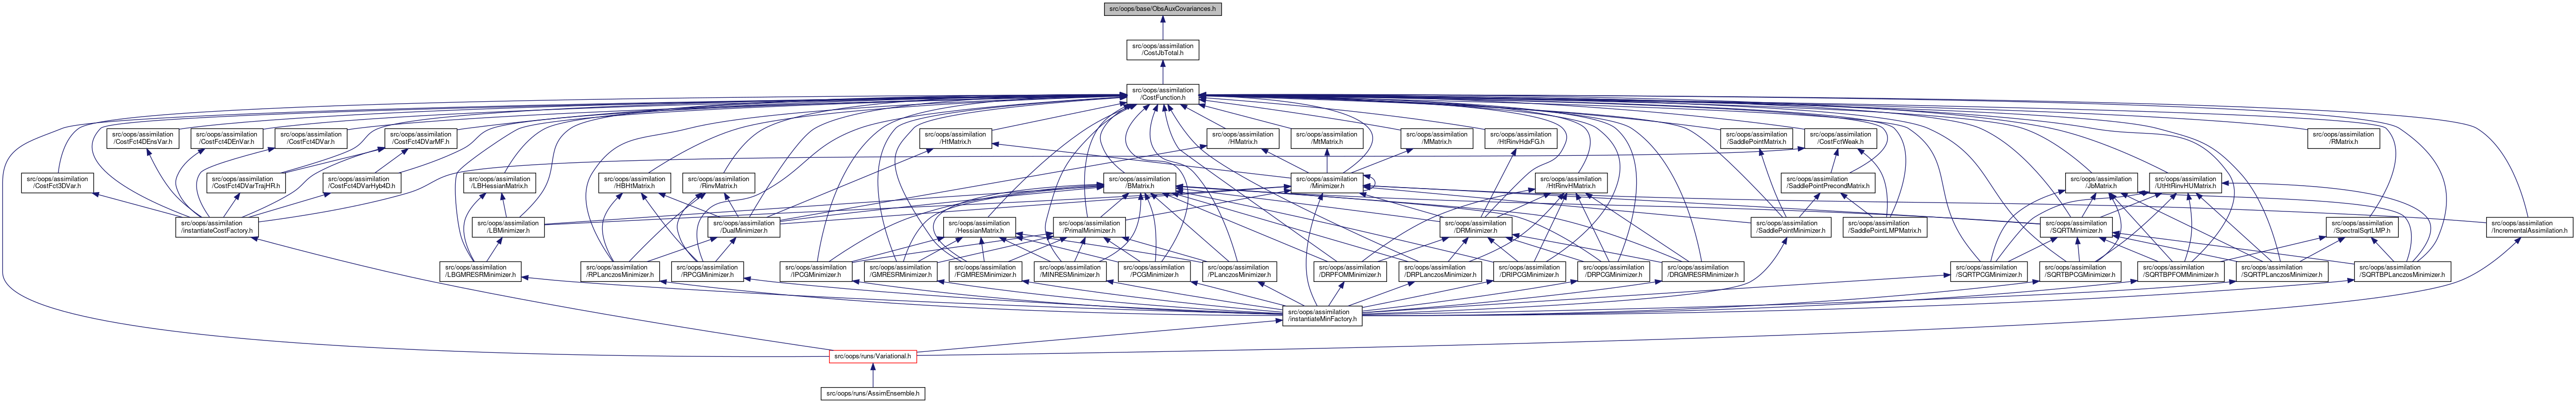 src/oops/base/ObsAuxCovariances.h
src/oops/assimilation
/CostJbTotal.h
src/oops/assimilation
/CostFunction.h
src/oops/assimilation
/CostFct4DEnsVar.h
src/oops/assimilation
/CostFct4DEnVar.h
src/oops/assimilation
/CostFct4DVar.h
src/oops/assimilation
/CostFct4DVarMF.h
src/oops/assimilation
/HtMatrix.h
src/oops/assimilation
/HMatrix.h
src/oops/assimilation
/MtMatrix.h
src/oops/assimilation
/MMatrix.h
src/oops/assimilation
/HtRinvHdxFG.h
src/oops/assimilation
/SaddlePointMatrix.h
src/oops/assimilation
/CostFctWeak.h
src/oops/assimilation
/RMatrix.h
src/oops/assimilation
/CostFct3DVar.h
src/oops/assimilation
/CostFct4DVarTrajHR.h
src/oops/assimilation
/CostFct4DVarHyb4D.h
src/oops/assimilation
/LBHessianMatrix.h
src/oops/assimilation
/HBHtMatrix.h
src/oops/assimilation
/RinvMatrix.h
src/oops/assimilation
/BMatrix.h
src/oops/assimilation
/Minimizer.h
src/oops/assimilation
/HtRinvHMatrix.h
src/oops/assimilation
/SaddlePointPrecondMatrix.h
src/oops/assimilation
/JbMatrix.h
src/oops/assimilation
/UtHtRinvHUMatrix.h
src/oops/assimilation
/instantiateCostFactory.h
src/oops/assimilation
/LBMinimizer.h
src/oops/assimilation
/DualMinimizer.h
src/oops/assimilation
/HessianMatrix.h
src/oops/assimilation
/PrimalMinimizer.h
src/oops/assimilation
/DRMinimizer.h
src/oops/assimilation
/SaddlePointMinimizer.h
src/oops/assimilation
/SaddlePointLMPMatrix.h
src/oops/assimilation
/SQRTMinimizer.h
src/oops/assimilation
/SpectralSqrtLMP.h
src/oops/assimilation
/IncrementalAssimilation.h
src/oops/assimilation
/LBGMRESRMinimizer.h
src/oops/assimilation
/RPLanczosMinimizer.h
src/oops/assimilation
/RPCGMinimizer.h
src/oops/assimilation
/IPCGMinimizer.h
src/oops/assimilation
/GMRESRMinimizer.h
src/oops/assimilation
/FGMRESMinimizer.h
src/oops/assimilation
/MINRESMinimizer.h
src/oops/assimilation
/PCGMinimizer.h
src/oops/assimilation
/PLanczosMinimizer.h
src/oops/assimilation
/DRPFOMMinimizer.h
src/oops/assimilation
/DRPLanczosMinimizer.h
src/oops/assimilation
/DRIPCGMinimizer.h
src/oops/assimilation
/DRPCGMinimizer.h
src/oops/assimilation
/DRGMRESRMinimizer.h
src/oops/assimilation
/SQRTPCGMinimizer.h
src/oops/assimilation
/SQRTBPCGMinimizer.h
src/oops/assimilation
/SQRTBPFOMMinimizer.h
src/oops/assimilation
/SQRTPLanczosMinimizer.h
src/oops/assimilation
/SQRTBPLanczosMinimizer.h
src/oops/assimilation
/instantiateMinFactory.h
src/oops/runs/Variational.h
src/oops/runs/AssimEnsemble.h